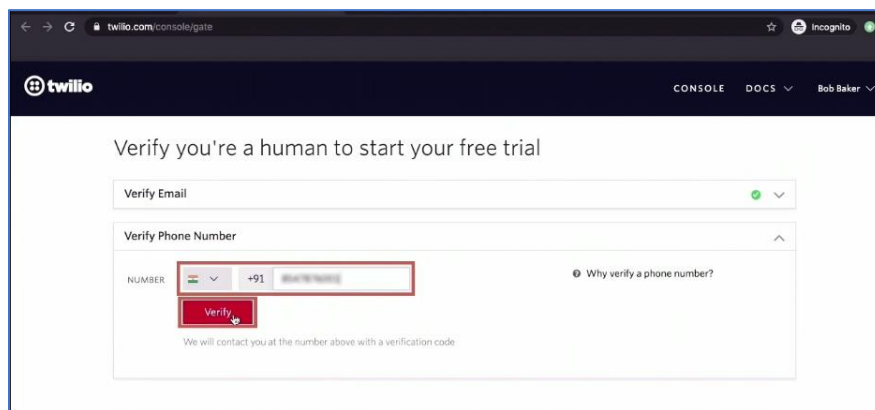 twilio.com/console/gate
Incognito
twilio
CONSOLE DOCS Bob Baker
Verify you're a human to start your free trial
Verify Email
Verify Phone Number
NUMBER +91
Why verify a phone number?
Verify
We will contact you at the number above with a verification code